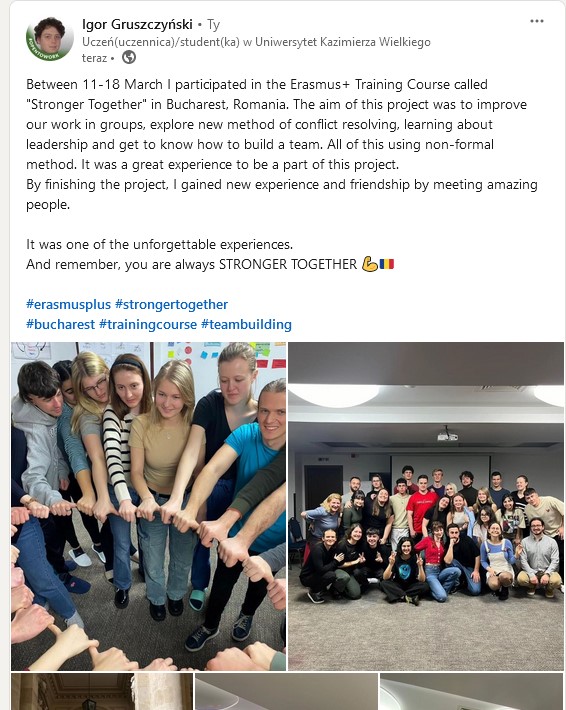 Igor Gruszczyński • Ty
Uczeń(uczennica)/student(ka) w Uniwersytet Kazimierza Wielkiego
teraz •
Between 11-18 March I participated in the Erasmus+ Training Course called
"Stronger Together" in Bucharest, Romania. The aim of this project was to improve
our work in groups, explore new method of conflict resolving, learning about
leadership and get to know how to build a team. All of this using non-formal
method. It was a great experience to be a part of this project.
By finishing the project, I gained new experience and friendship by meeting amazing
people.
It was one of the unforgettable experiences.
And remember, you are always STRONGER TOGETHER 💪🇷🇴
#erasmusplus #strongertogether
#bucharest #trainingcourse #teambuilding